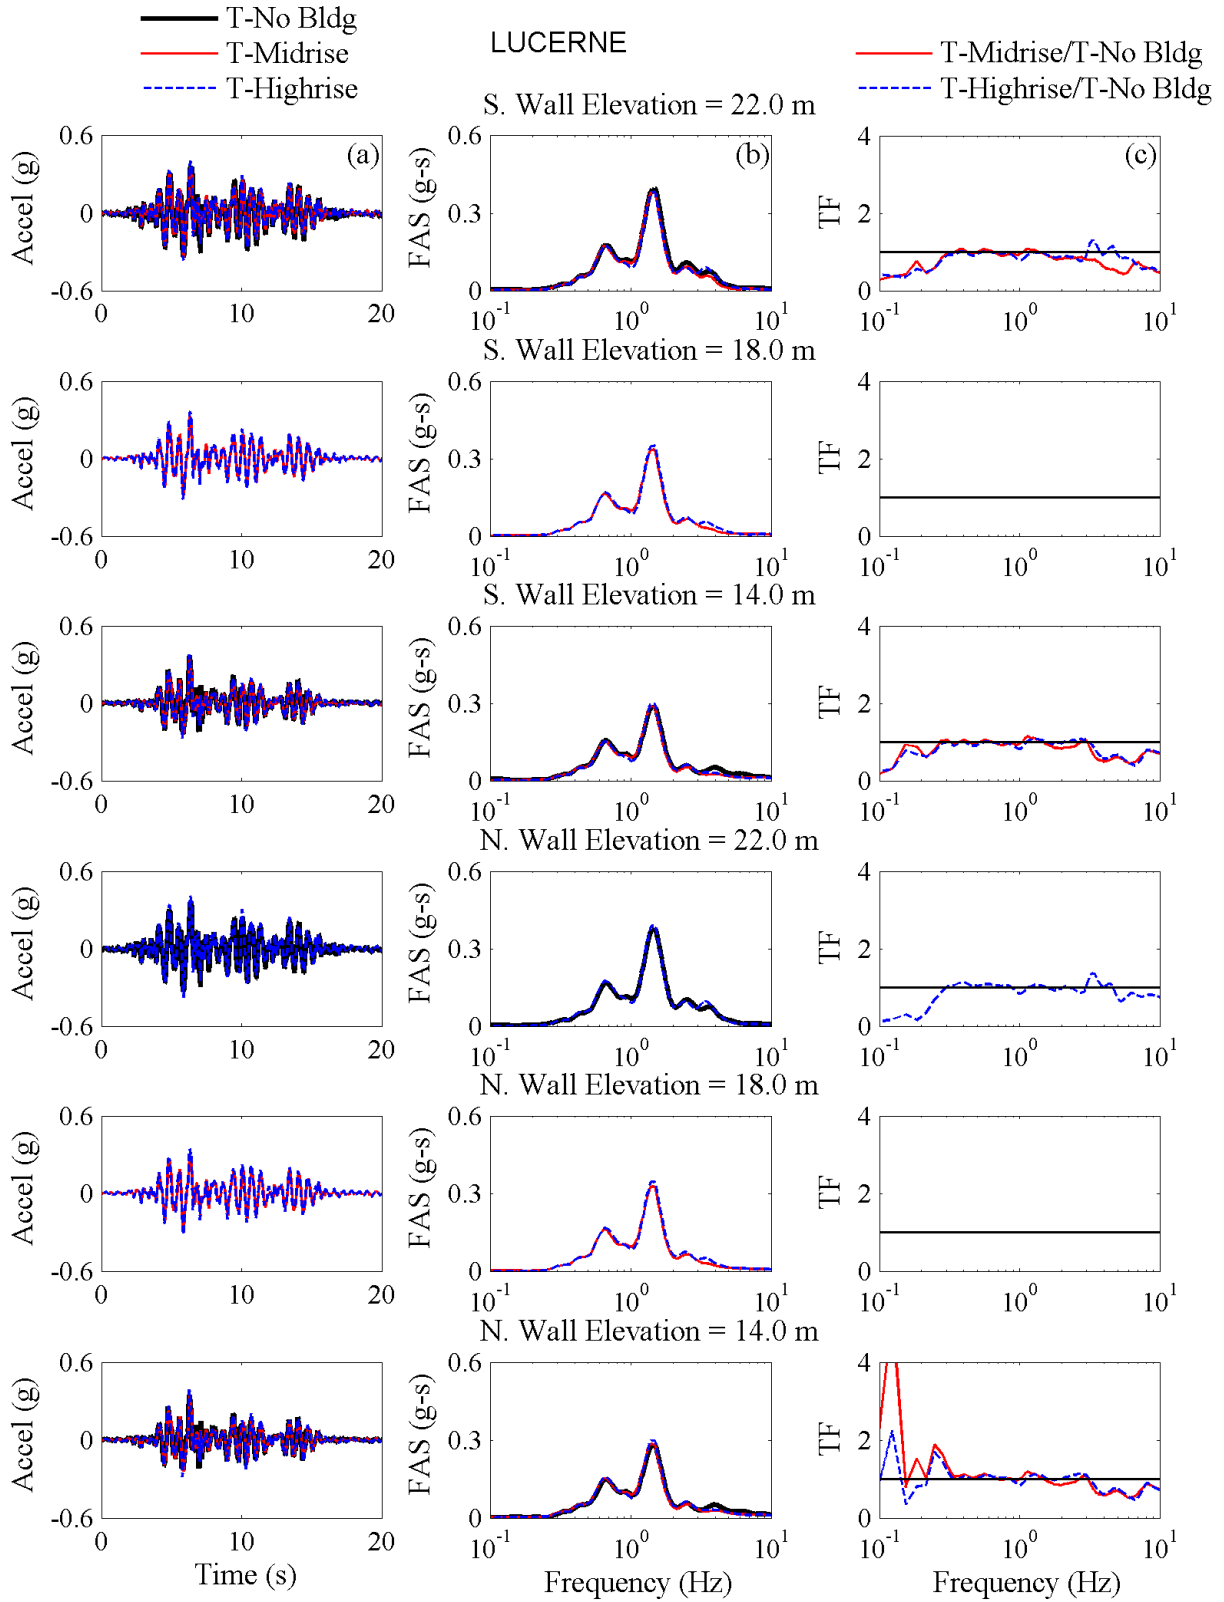 T-No Bldg
T-Midrise
T-Highrise
LUCERNE
T-Midrise/T-No Bldg
T-Highrise/T-No Bldg
S. Wall Elevation = 22.0 m
0.6
0
-0.6
Accel (g)
(a)
0 10 20
0.6
0.3
0
FAS (g-s)
(b)
10^-1 10^0 10^1
4
2
0
TF
(c)
10^-1 10^0 10^1
S. Wall Elevation = 18.0 m
0.6
0
-0.6
Accel (g)
0 10 20
0.6
0.3
0
FAS (g-s)
10^-1 10^0 10^1
4
2
0
TF
10^-1 10^0 10^1
S. Wall Elevation = 14.0 m
0.6
0
-0.6
Accel (g)
0 10 20
0.6
0.3
0
FAS (g-s)
10^-1 10^0 10^1
4
2
0
TF
10^-1 10^0 10^1
N. Wall Elevation = 22.0 m
0.6
0
-0.6
Accel (g)
0 10 20
0.6
0.3
0
FAS (g-s)
10^-1 10^0 10^1
4
2
0
TF
10^-1 10^0 10^1
N. Wall Elevation = 18.0 m
0.6
0
-0.6
Accel (g)
0 10 20
0.6
0.3
0
FAS (g-s)
10^-1 10^0 10^1
4
2
0
TF
10^-1 10^0 10^1
N. Wall Elevation = 14.0 m
0.6
0
-0.6
Accel (g)
0 10 20
Time (s)
0.6
0.3
0
FAS (g-s)
10^-1 10^0 10^1
Frequency (Hz)
4
2
0
TF
10^-1 10^0 10^1
Frequency (Hz)